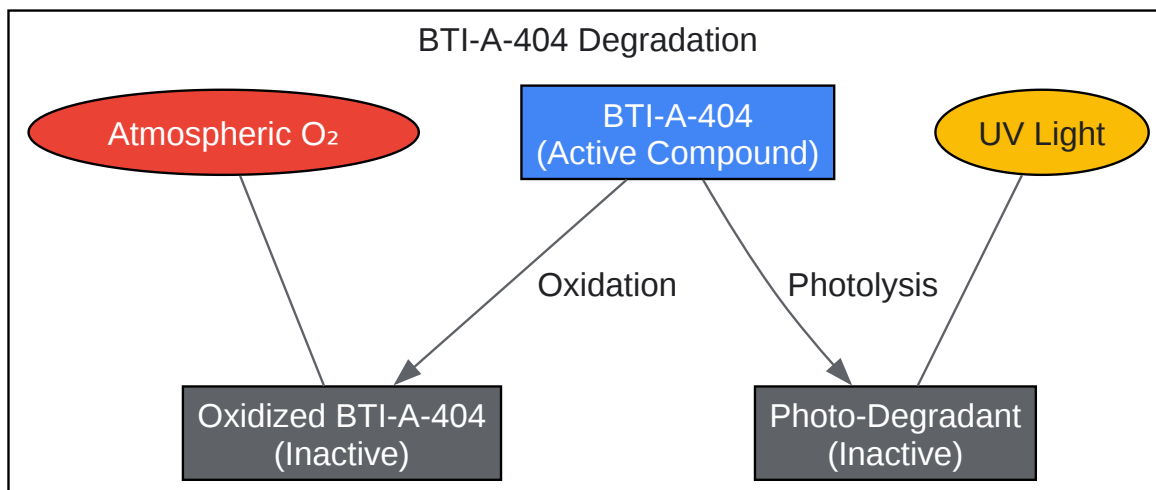 BTI-A-404 Degradation
Atmospheric O₂
BTI-A-404
(Active Compound)
UV Light
Oxidation
Photolysis
Oxidized BTI-A-404
(Inactive)
Photo-Degradant
(Inactive)